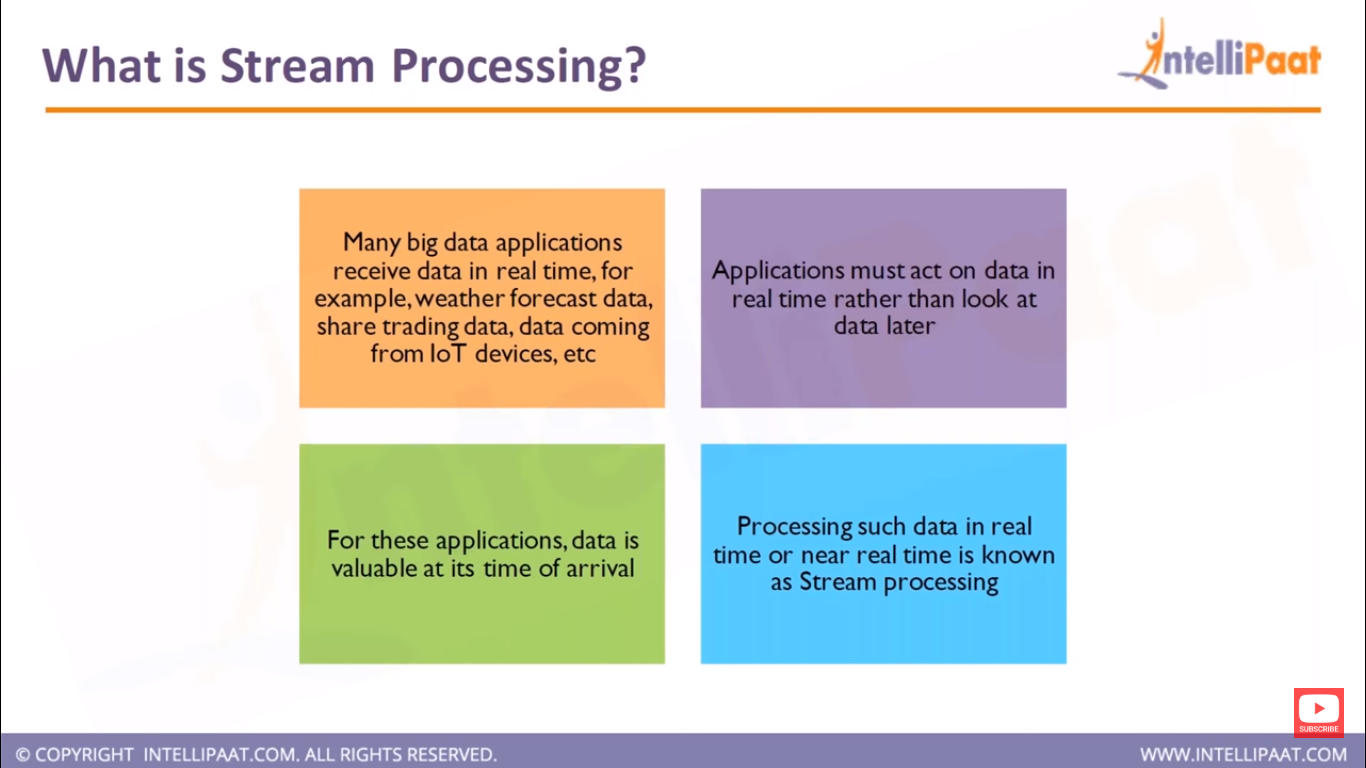 What is Stream Processing?
IntelliPaat
Many big data applications
receive data in real time, for
example, weather forecast data,
share trading data, data coming
from IoT devices, etc
Applications must act on data in
real time rather than look at
data later
For these applications, data is
valuable at its time of arrival
Processing such data in real
time or near real time is known
as Stream processing
SUBSCRIBE
© COPYRIGHT INTELLIPAAT.COM. ALL RIGHTS RESERVED.
WWW.INTELLIPAAT.COM